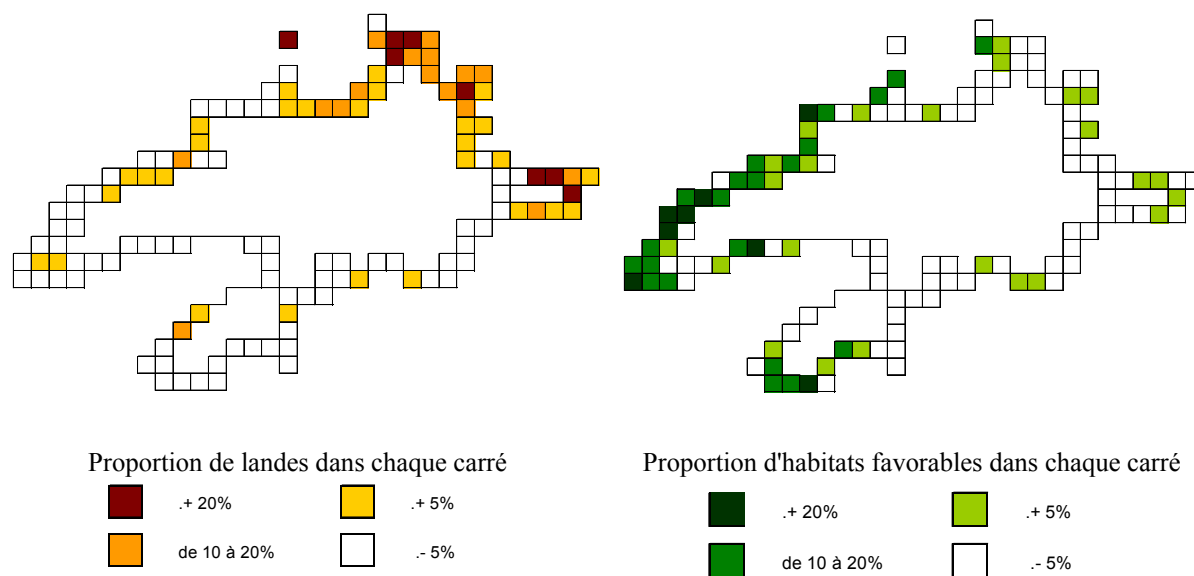 Proportion de landes dans chaque carré
.+ 20%
.+ 5%
de 10 à 20%
.- 5%
Proportion d'habitats favorables dans chaque carré
.+ 20%
.+ 5%
de 10 à 20%
.- 5%